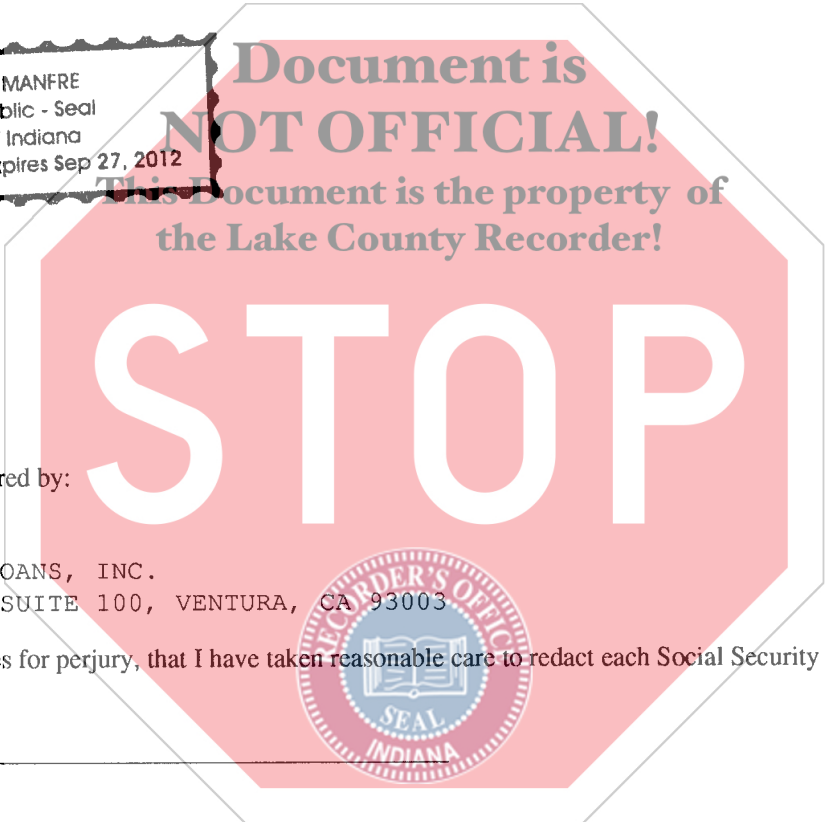 Document is
MANFRE
blic - Seal
NOT OFFICIAL!
Indiana
pires Sep 27, 2012
This Document is the property of
the Lake County Recorder!
STOP
red by:
OANS, INC.
SUITE 100, VENTURA, CA 93003
RECORDER'S OFFICE
s for perjury, that I have taken reasonable care to redact each Social Security
SEAL
INDIANA